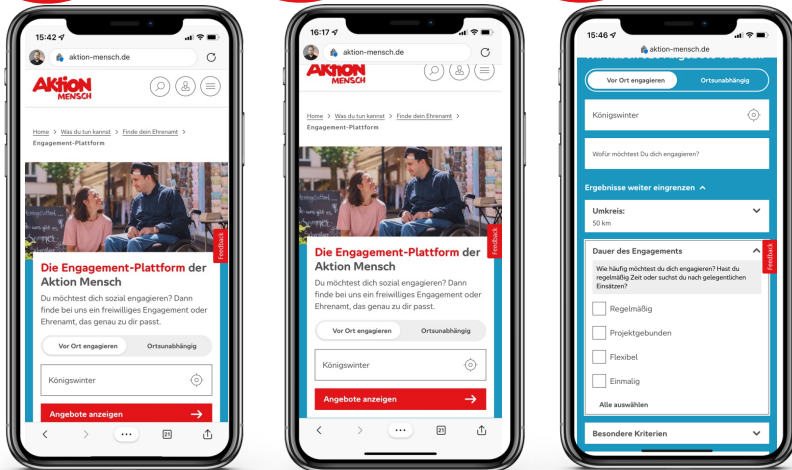 15:42
aktion-mensch.de
AKTION
MENSCH
Home > Was du tun kannst > Finde dein Ehrenamt >
Engagement-Plattform
Feedback
Die Engagement-Plattform der
Aktion Mensch
Du möchtest dich sozial engagieren? Dann
finde bei uns ein freiwilliges Engagement oder
Ehrenamt, das genau zu dir passt.
Vor Ort engagieren Ortsunabhängig
Königswinter
Angebote anzeigen →
21
16:17
aktion-mensch.de
AKTION
MENSCH
Home > Was du tun kannst > Finde dein Ehrenamt >
Engagement-Plattform
Feedback
Die Engagement-Plattform der
Aktion Mensch
Du möchtest dich sozial engagieren? Dann
finde bei uns ein freiwilliges Engagement oder
Ehrenamt, das genau zu dir passt.
Vor Ort engagieren Ortsunabhängig
Königswinter
Angebote anzeigen →
21
15:46
aktion-mensch.de
Vor Ort engagieren Ortsunabhängig
Königswinter
Wofür möchtest Du dich engagieren?
Ergebnisse weiter eingrenzen
Umkreis:
50 km
Dauer des Engagements
Feedback
Wie häufig möchtest du dich engagieren? Hast du
regelmäßig Zeit oder suchst du nach gelegentlichen
Einsätzen?
Regelmäßig
Projektgebunden
Flexibel
Einmalig
Alle auswählen
Besondere Kriterien